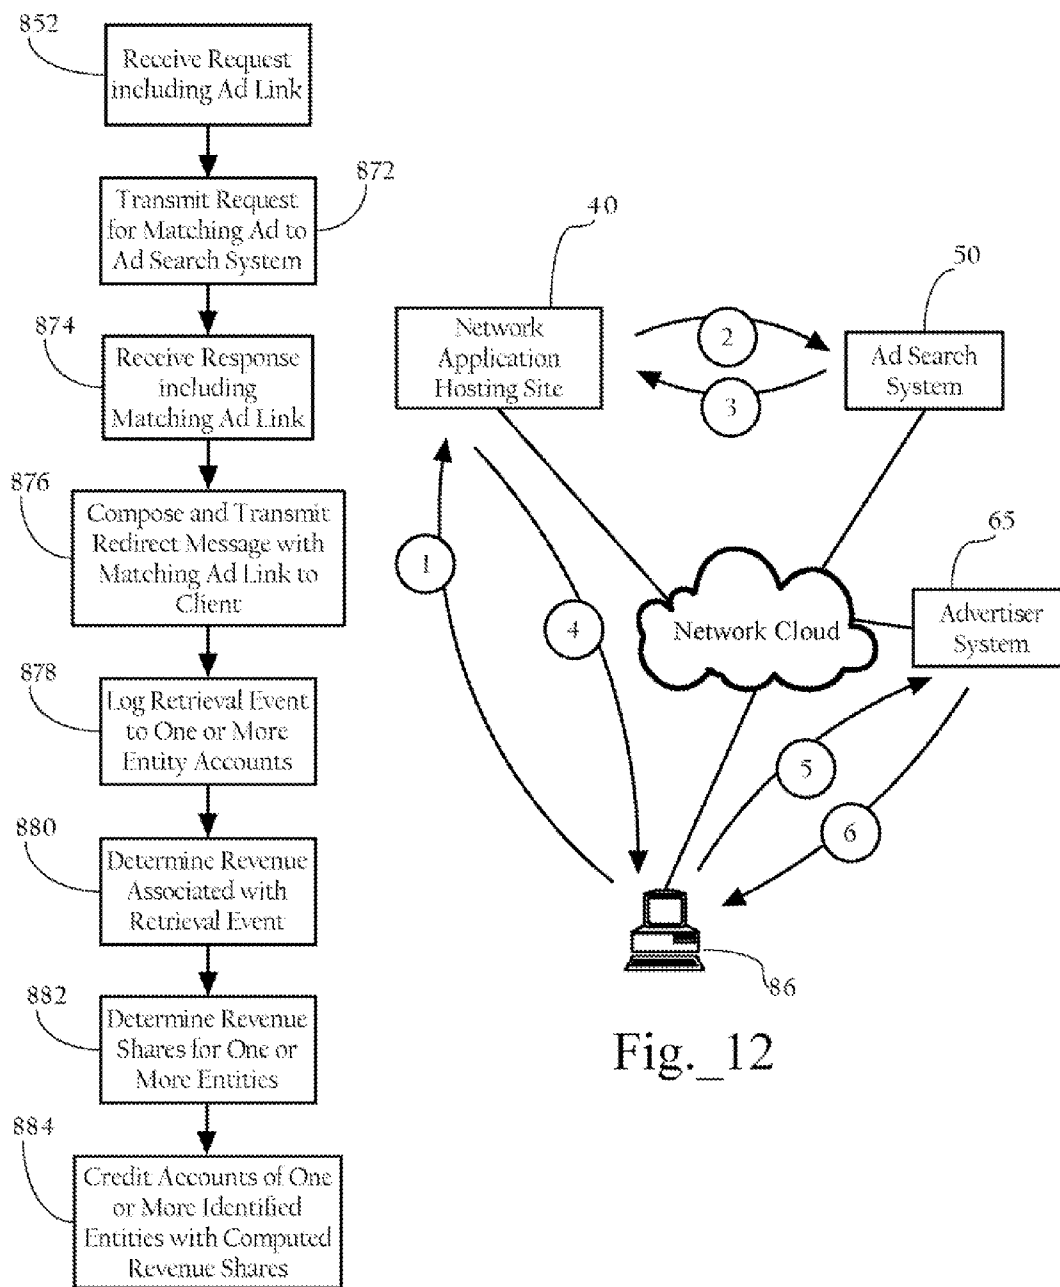 852
Receive Request
including Ad Link
872
Transmit Request
for Matching Ad to
Ad Search System
874
Receive Response
including
Matching Ad Link
876
Compose and Transmit
Redirect Message with
Matching Ad Link to
Client
878
Log Retrieval Event
to One or More
Entity Accounts
880
Determine Revenue
Associated with
Retrieval Event
882
Determine Revenue
Shares for One or
More Entities
884
Credit Accounts of One
or More Identified
Entities with Computed
Revenue Shares
40
Network
Application
Hosting Site
50
Ad Search
System
2
3
1
4
65
Advertiser
System
Network Cloud
5
6
86
Fig._12